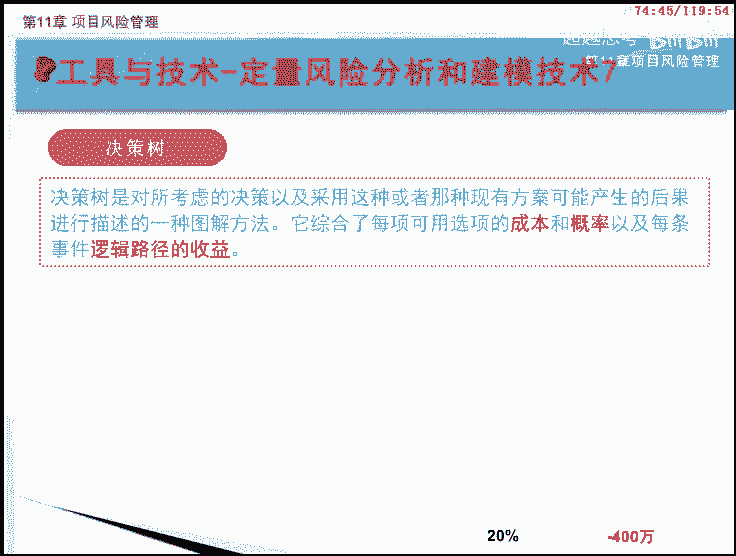 74:45/119:54
第11章 项目风险管理
第11章项目风险管理
工具与技术-定量风险分析和建模技术7
决策树
决策树是对所考虑的决策以及采用这种或者那种现有方案可能产生的后果
进行描述的一种图解方法。它综合了每项可用选项的成本和概率以及每条
事件逻辑路径的收益。
20%
-400万